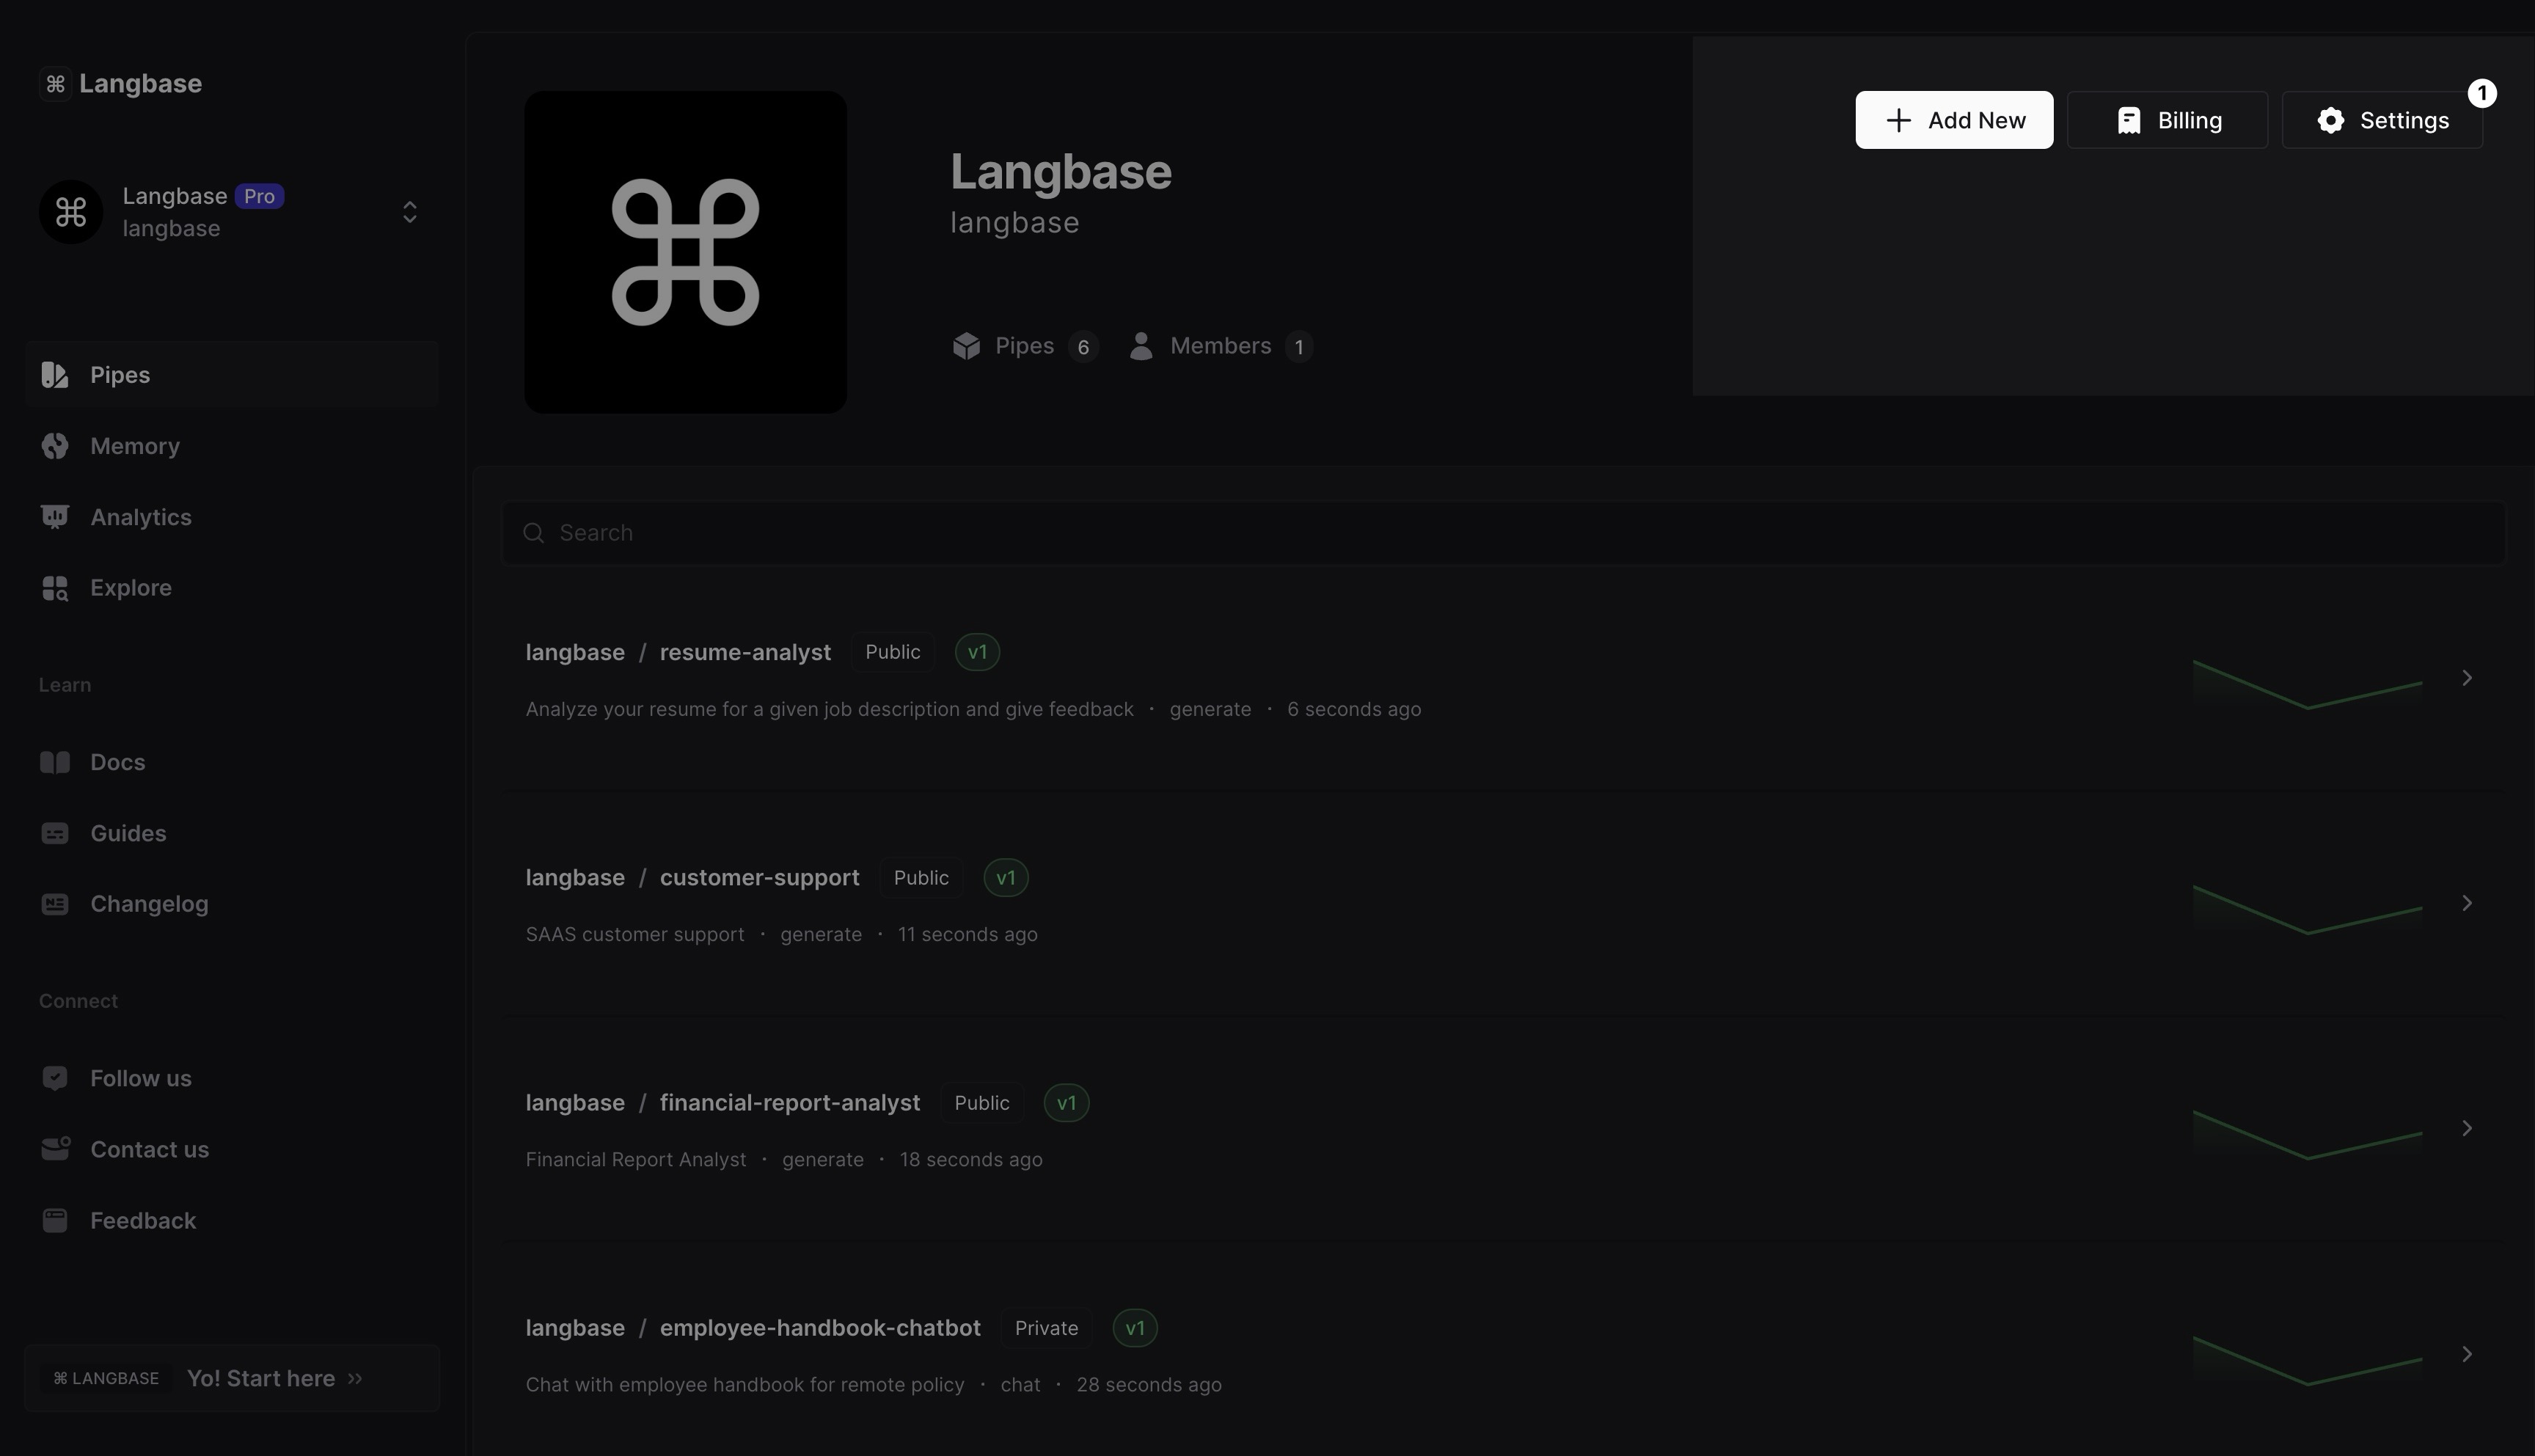 ⌘ Langbase
Langbase Pro
langbase
Pipes
Memory
Analytics
Explore
Learn
Docs
Guides
Changelog
Connect
Follow us
Contact us
Feedback
⌘ LANGBASE Yo! Start here
Langbase
langbase
Pipes 6 Members 1
Add New Billing Settings 1
Search
langbase / resume-analyst Public v1
Analyze your resume for a given job description and give feedback · generate · 6 seconds ago
langbase / customer-support Public v1
SAAS customer support · generate · 11 seconds ago
langbase / financial-report-analyst Public v1
Financial Report Analyst · generate · 18 seconds ago
langbase / employee-handbook-chatbot Private v1
Chat with employee handbook for remote policy · chat · 28 seconds ago